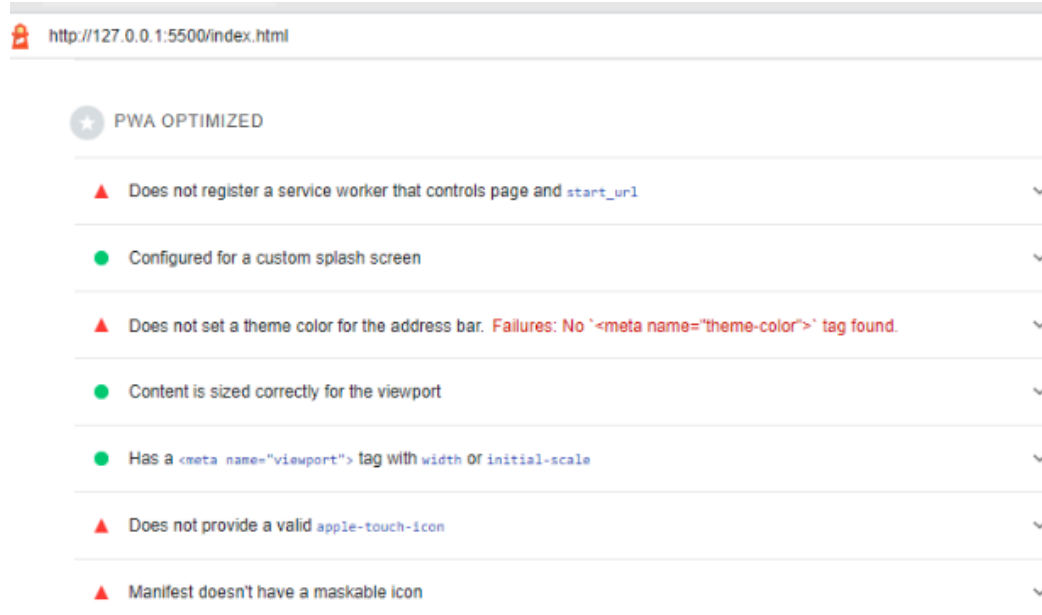 http://127.0.0.1:5500/index.html
PWA OPTIMIZED
Does not register a service worker that controls page and start_url
Configured for a custom splash screen
Does not set a theme color for the address bar. Failures: No `<meta name="theme-color">` tag found.
Content is sized correctly for the viewport
Has a <meta name="viewport"> tag with width or initial-scale
Does not provide a valid apple-touch-icon
Manifest doesn't have a maskable icon